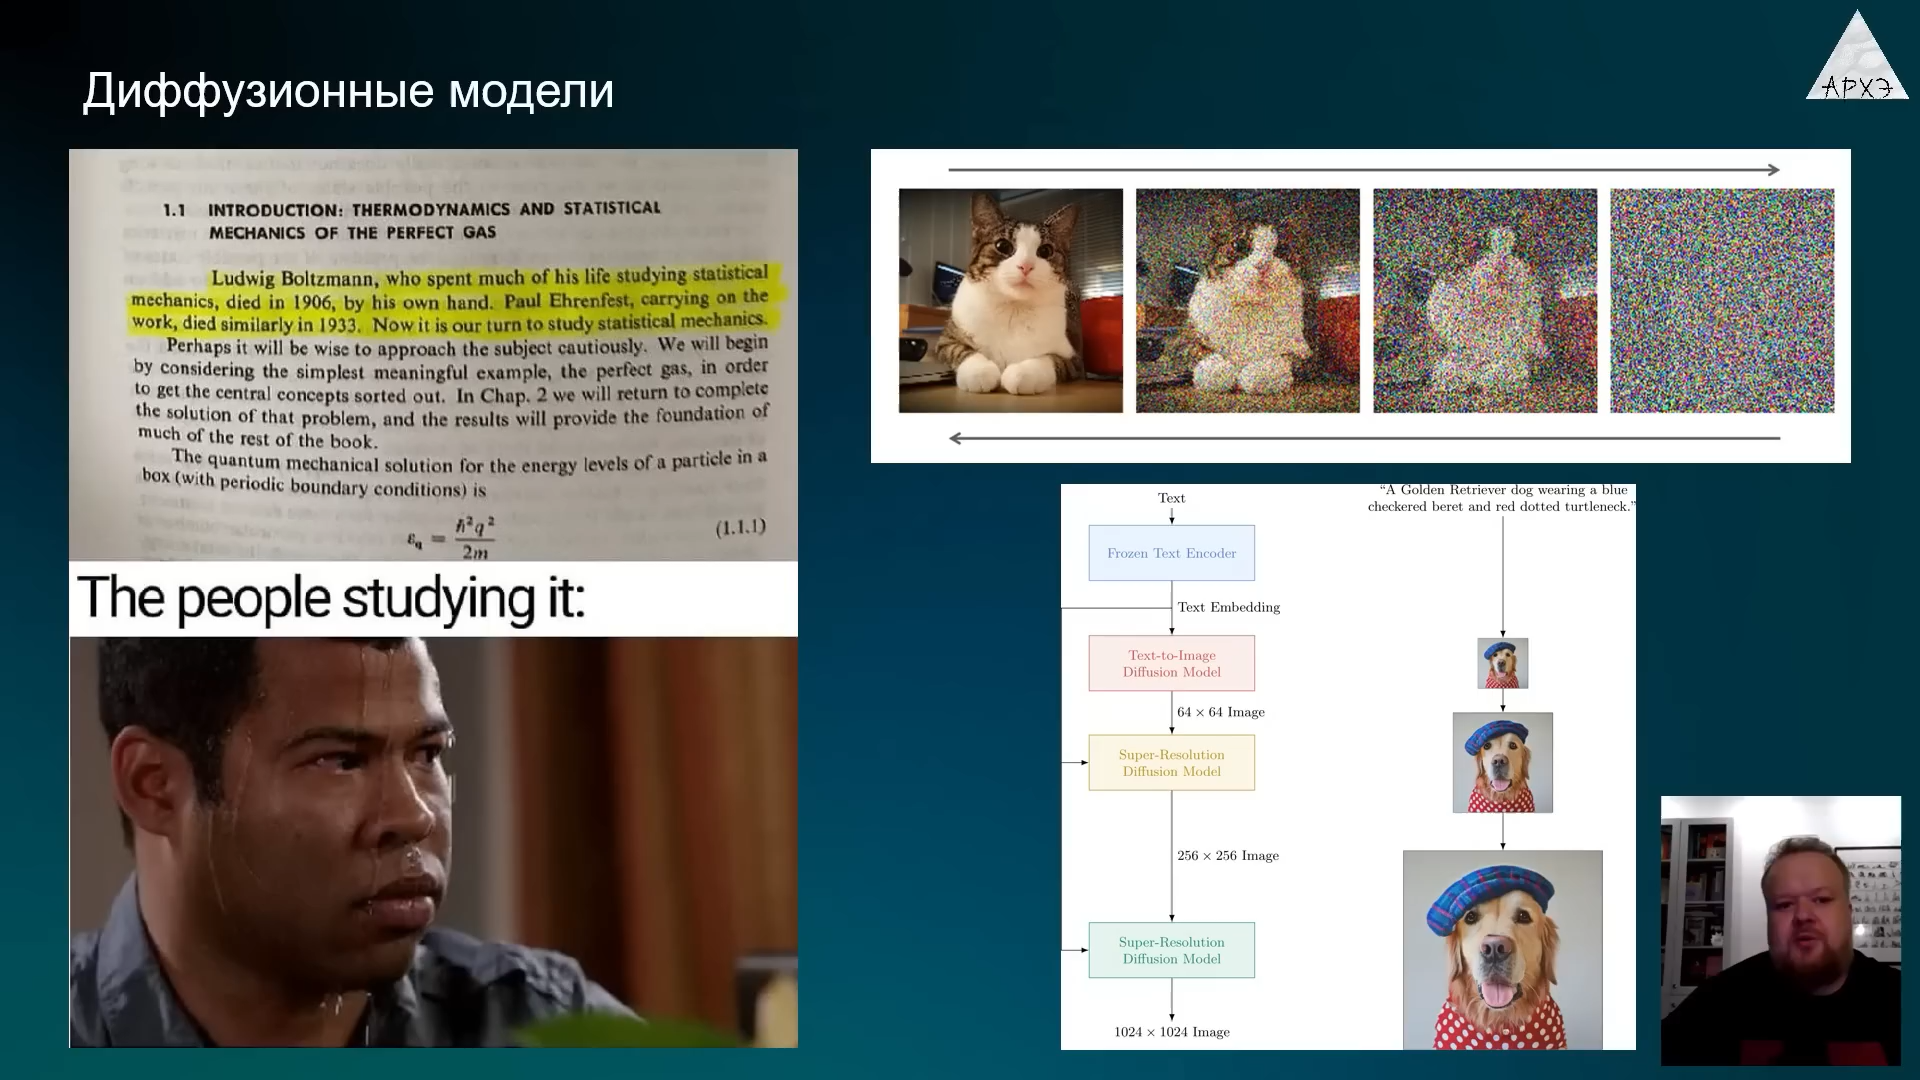 Диффузионные модели
АРХЭ
1.1 INTRODUCTION: THERMODYNAMICS AND STATISTICAL
MECHANICS OF THE PERFECT GAS
Ludwig Boltzmann, who spent much of his life studying statistical
mechanics, died in 1906, by his own hand. Paul Ehrenfest, carrying on the
work, died similarly in 1933. Now it is our turn to study statistical mechanics.
Perhaps it will be wise to approach the subject cautiously. We will begin
by considering the simplest meaningful example, the perfect gas, in order
to get the central concepts sorted out. In Chap. 2 we will return to complete
the solution of that problem, and the results will provide the foundation of
much of the rest of the book.
The quantum mechanical solution for the energy levels of a particle in a
box (with periodic boundary conditions) is
εq = ħ²q² / 2m (1.1.1)
The people studying it:
Text
Frozen Text Encoder
Text Embedding
Text-to-Image
Diffusion Model
64 × 64 Image
Super-Resolution
Diffusion Model
256 × 256 Image
Super-Resolution
Diffusion Model
1024 × 1024 Image
“A Golden Retriever dog wearing a blue
checkered beret and red dotted turtleneck.”